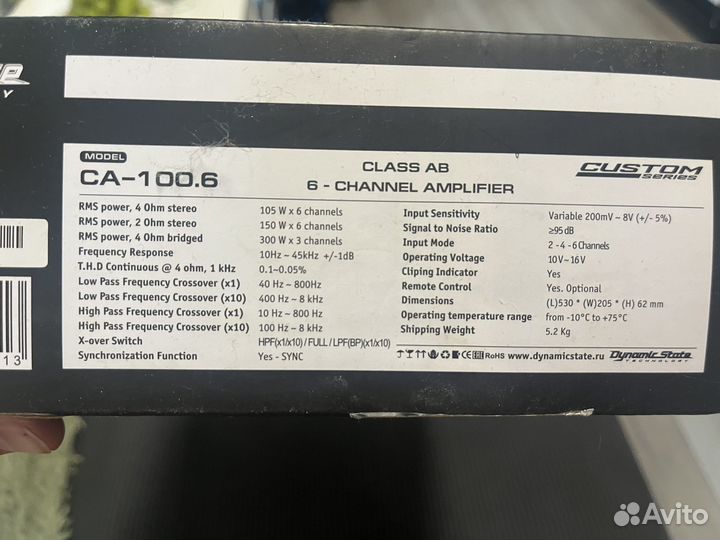 MODEL
CA-100.6
CLASS AB
6 - CHANNEL AMPLIFIER
CUSTOM
SERIES
RMS power, 4 Ohm stereo 105 W x 6 channels
RMS power, 2 Ohm stereo 150 W x 6 channels
RMS power, 4 Ohm bridged 300 W x 3 channels
Frequency Response 10Hz ~ 45kHz +/-1dB
T.H.D Continuous @ 4 ohm, 1 kHz 0.1~0.05%
Low Pass Frequency Crossover (x1) 40 Hz ~ 800Hz
Low Pass Frequency Crossover (x10) 400 Hz ~ 8 kHz
High Pass Frequency Crossover (x1) 10 Hz ~ 800 Hz
High Pass Frequency Crossover (x10) 100 Hz ~ 8 kHz
X-over Switch HPF(x1/x10) / FULL / LPF(BP)(x1/x10)
Synchronization Function Yes - SYNC
Input Sensitivity Variable 200mV ~ 8V (+/- 5%)
Signal to Noise Ratio ≥95 dB
Input Mode 2 - 4 - 6 Channels
Operating Voltage 10V ~ 16V
Cliping Indicator Yes
Remote Control Yes. Optional
Dimensions (L)530 * (W)205 * (H) 62 mm
Operating temperature range from -10°C to +75°C
Shipping Weight 5.2 Kg
CE EAC RoHS www.dynamicstate.ru Dynamic State
TECHNOLOGY
13
Avito